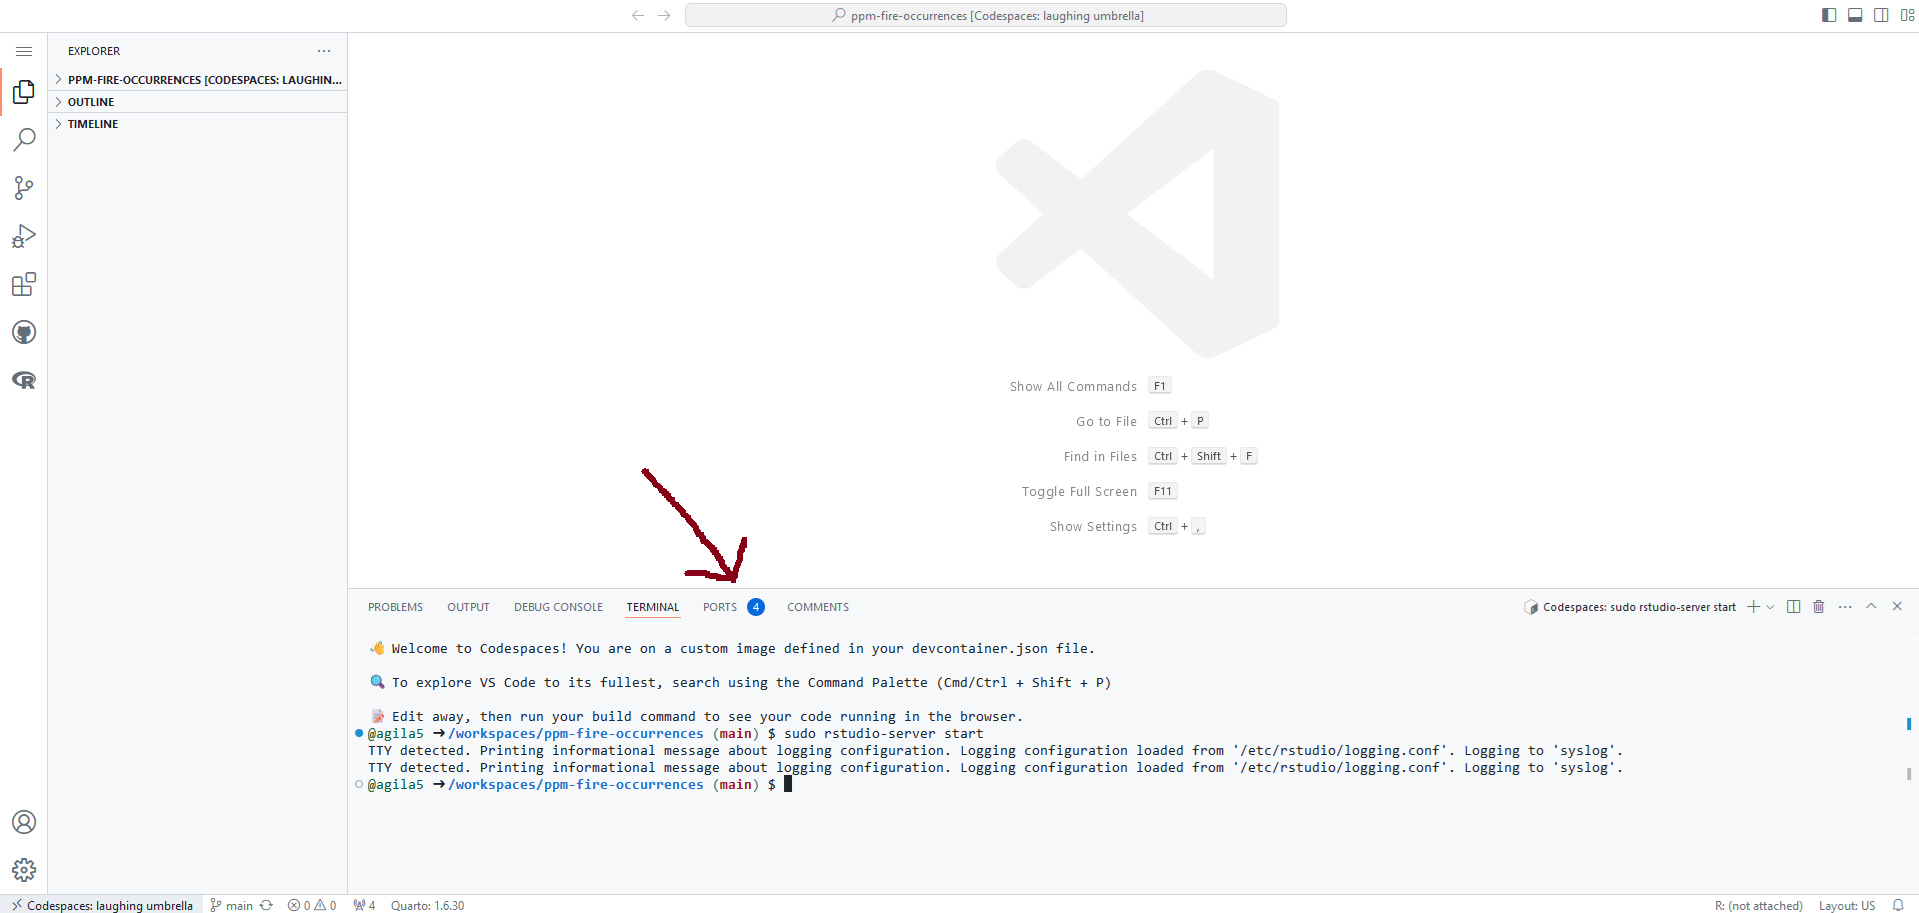 ppm-fire-occurrences [Codespaces: laughing umbrella]
EXPLORER
PPM-FIRE-OCCURRENCES [CODESPACES: LAUGHIN...
OUTLINE
TIMELINE
Show All Commands F1
Go to File Ctrl + P
Find in Files Ctrl + Shift + F
Toggle Full Screen F11
Show Settings Ctrl + ,
PROBLEMS OUTPUT DEBUG CONSOLE TERMINAL PORTS 4 COMMENTS Codespaces: sudo rstudio-server start
👋 Welcome to Codespaces! You are on a custom image defined in your devcontainer.json file.
🔍 To explore VS Code to its fullest, search using the Command Palette (Cmd/Ctrl + Shift + P)
📝 Edit away, then run your build command to see your code running in the browser.
@agila5 ➜/workspaces/ppm-fire-occurrences (main) $ sudo rstudio-server start
TTY detected. Printing informational message about logging configuration. Logging configuration loaded from '/etc/rstudio/logging.conf'. Logging to 'syslog'.
TTY detected. Printing informational message about logging configuration. Logging configuration loaded from '/etc/rstudio/logging.conf'. Logging to 'syslog'.
@agila5 ➜/workspaces/ppm-fire-occurrences (main) $
Codespaces: laughing umbrella main 0 0 4 Quarto: 1.6.30 R: (not attached) Layout: US